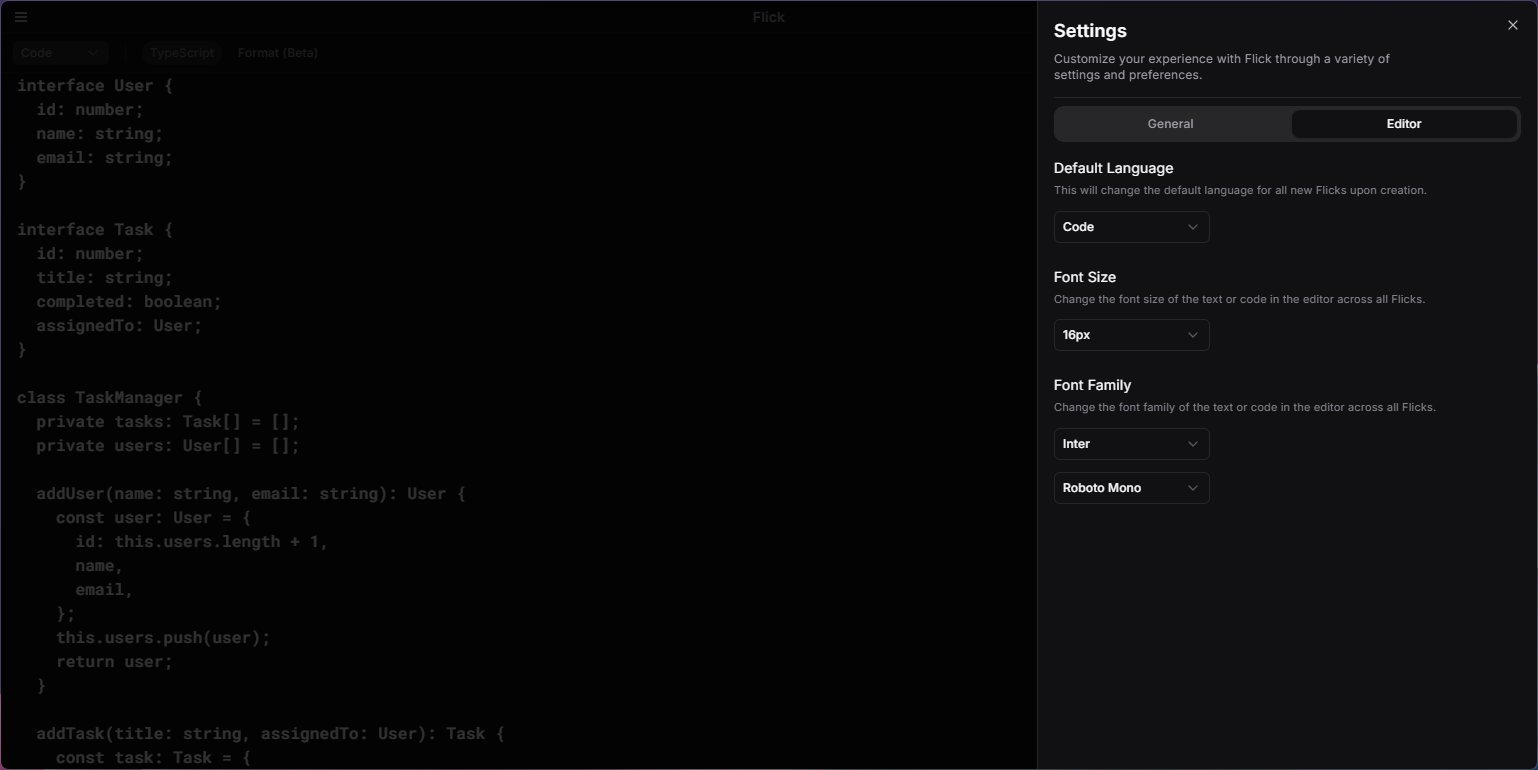 Flick
Code
TypeScript
Format (Beta)
interface User {
  id: number;
  name: string;
  email: string;
}
interface Task {
  id: number;
  title: string;
  completed: boolean;
  assignedTo: User;
}
class TaskManager {
  private tasks: Task[] = [];
  private users: User[] = [];
  addUser(name: string, email: string): User {
    const user: User = {
      id: this.users.length + 1,
      name,
      email,
    };
    this.users.push(user);
    return user;
  }
  addTask(title: string, assignedTo: User): Task {
    const task: Task = {
Settings
Customize your experience with Flick through a variety of
settings and preferences.
General
Editor
Default Language
This will change the default language for all new Flicks upon creation.
Code
Font Size
Change the font size of the text or code in the editor across all Flicks.
16px
Font Family
Change the font family of the text or code in the editor across all Flicks.
Inter
Roboto Mono